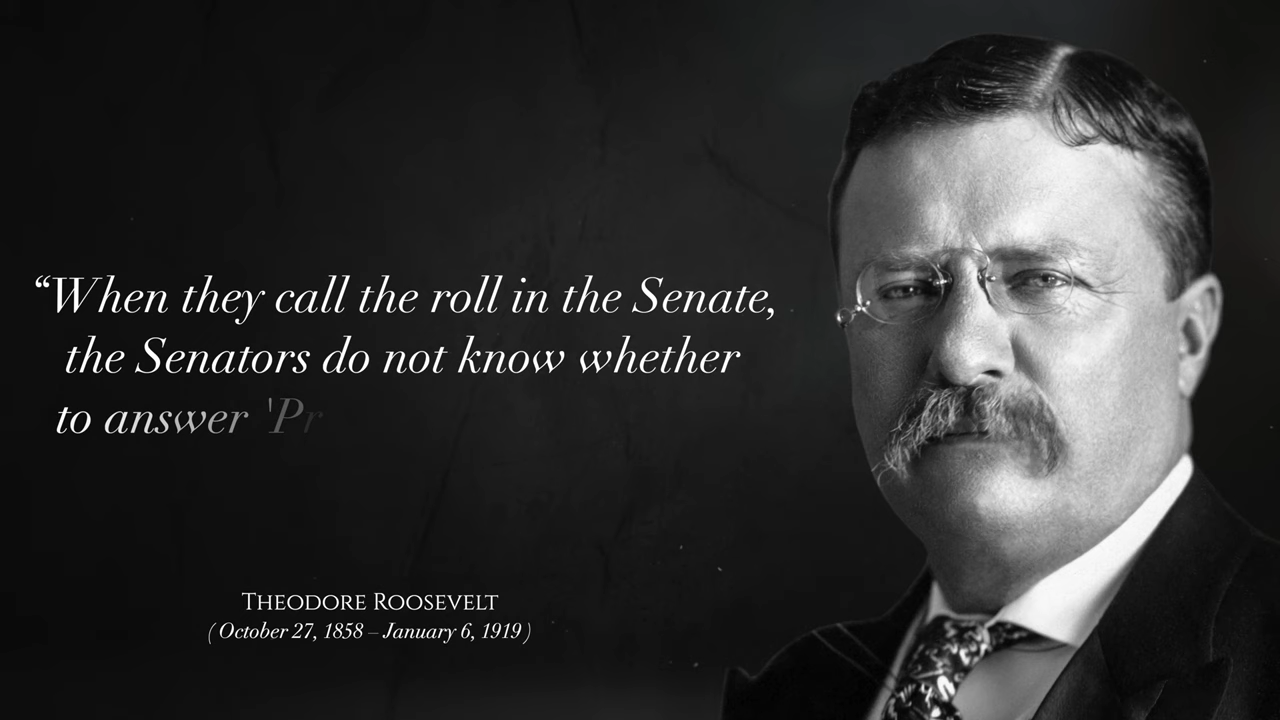 “When they call the roll in the Senate,
the Senators do not know whether
to answer 'Pr
THEODORE ROOSEVELT
( October 27, 1858 – January 6, 1919 )